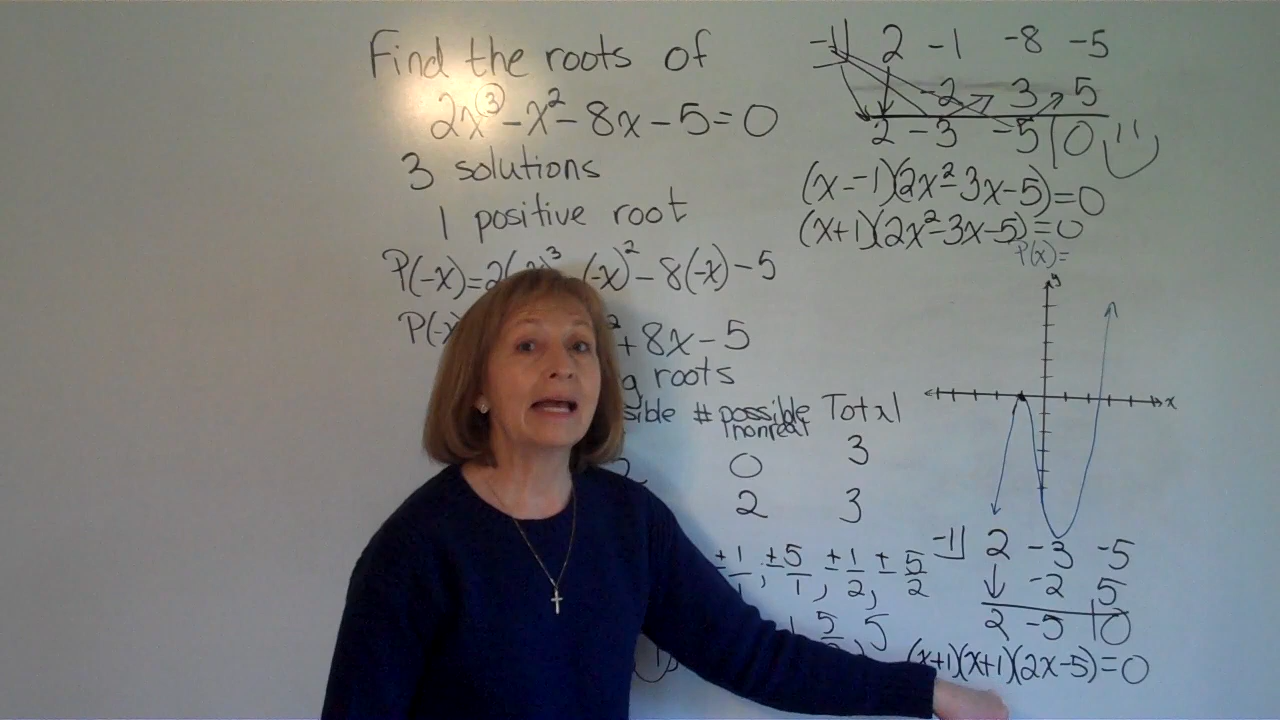 Find the roots of
2x³ - x² - 8x - 5 = 0
3 solutions
1 positive root
P(-x) = 2( )³ (-x)² - 8(-x) - 5
P(-x ² + 8x - 5
g roots
sible # possible nonreal Total
2 0 3
2 3
± 1/1, ± 5/1, ± 1/2, ± 5/2
5/ , 5
-1 2 -1 -8 -5
-2 3 5
2 -3 -5 0
(x - -1)(2x² - 3x - 5) = 0
(x+1)(2x² - 3x - 5) = 0
P(x) =
y
x
-1 2 -3 -5
-2 5
2 -5 0
(x+1)(x+1)(2x-5) = 0